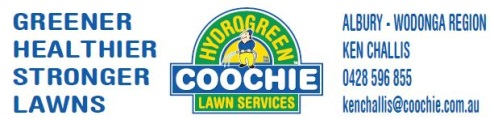 GREENER
HEALTHIER
STRONGER
LAWNS
HYDROGREEN
COOCHIE
LAWN SERVICES
ALBURY - WODONGA REGION
KEN CHALLIS
0428 596 855
kenchallis@coochie.com.au